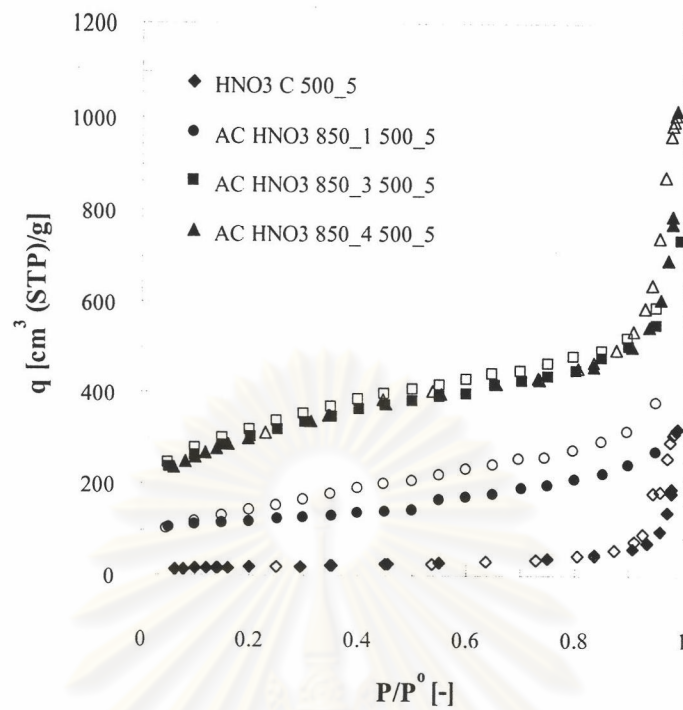 1200
1000
800
600
400
200
0
q [cm³ (STP)/g]
HNO3 C 500_5
AC HNO3 850_1 500_5
AC HNO3 850_3 500_5
AC HNO3 850_4 500_5
0 0.2 0.4 0.6 0.8 1
P/P° [-]